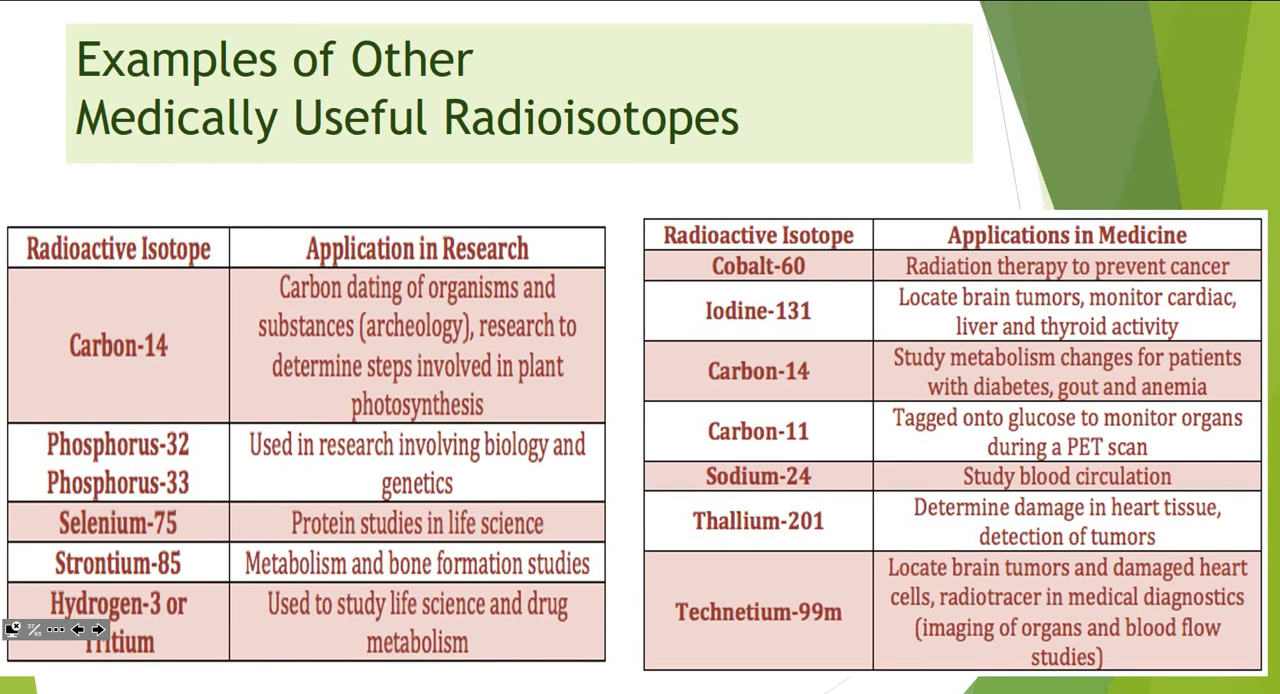 Examples of Other
Medically Useful Radioisotopes
Radioactive Isotope
Application in Research
Carbon-14
Carbon dating of organisms and
substances (archeology), research to
determine steps involved in plant
photosynthesis
Phosphorus-32
Phosphorus-33
Used in research involving biology and
genetics
Selenium-75
Protein studies in life science
Strontium-85
Metabolism and bone formation studies
Hydrogen-3 or
Tritium
Used to study life science and drug
metabolism
37/65
Radioactive Isotope
Applications in Medicine
Cobalt-60
Radiation therapy to prevent cancer
Iodine-131
Locate brain tumors, monitor cardiac,
liver and thyroid activity
Carbon-14
Study metabolism changes for patients
with diabetes, gout and anemia
Carbon-11
Tagged onto glucose to monitor organs
during a PET scan
Sodium-24
Study blood circulation
Thallium-201
Determine damage in heart tissue,
detection of tumors
Technetium-99m
Locate brain tumors and damaged heart
cells, radiotracer in medical diagnostics
(imaging of organs and blood flow
studies)